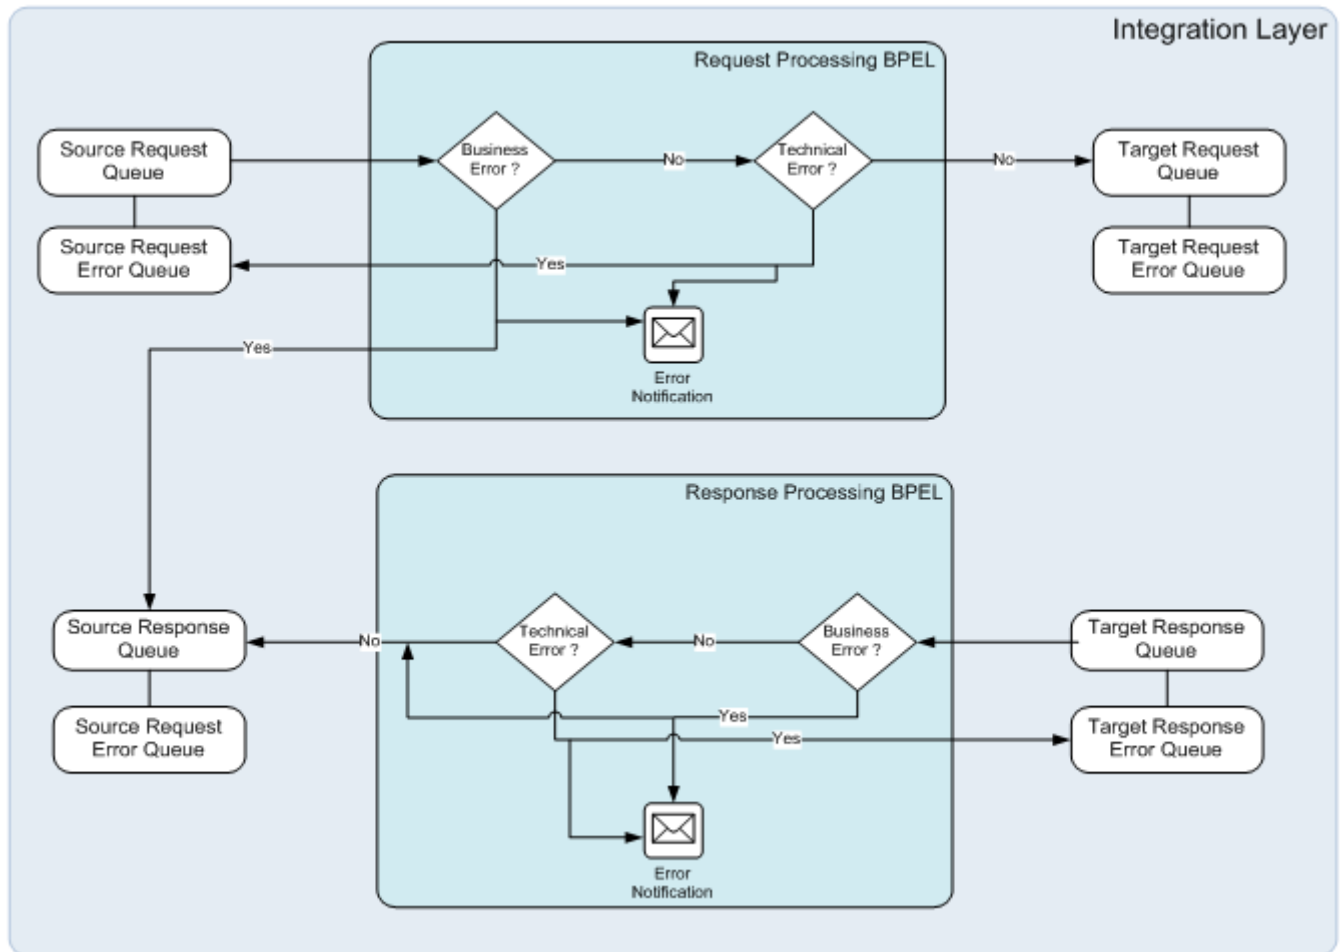 Integration Layer
Request Processing BPEL
Source Request
Queue
Business
Error ?
No
Technical
Error ?
No
Target Request
Queue
Source Request
Error Queue
Yes
Target Request
Error Queue
Yes
Error
Notification
Response Processing BPEL
Source Response
Queue
No
Technical
Error ?
No
Business
Error ?
Target Response
Queue
Source Request
Error Queue
Yes
Yes
Target Response
Error Queue
Error
Notification